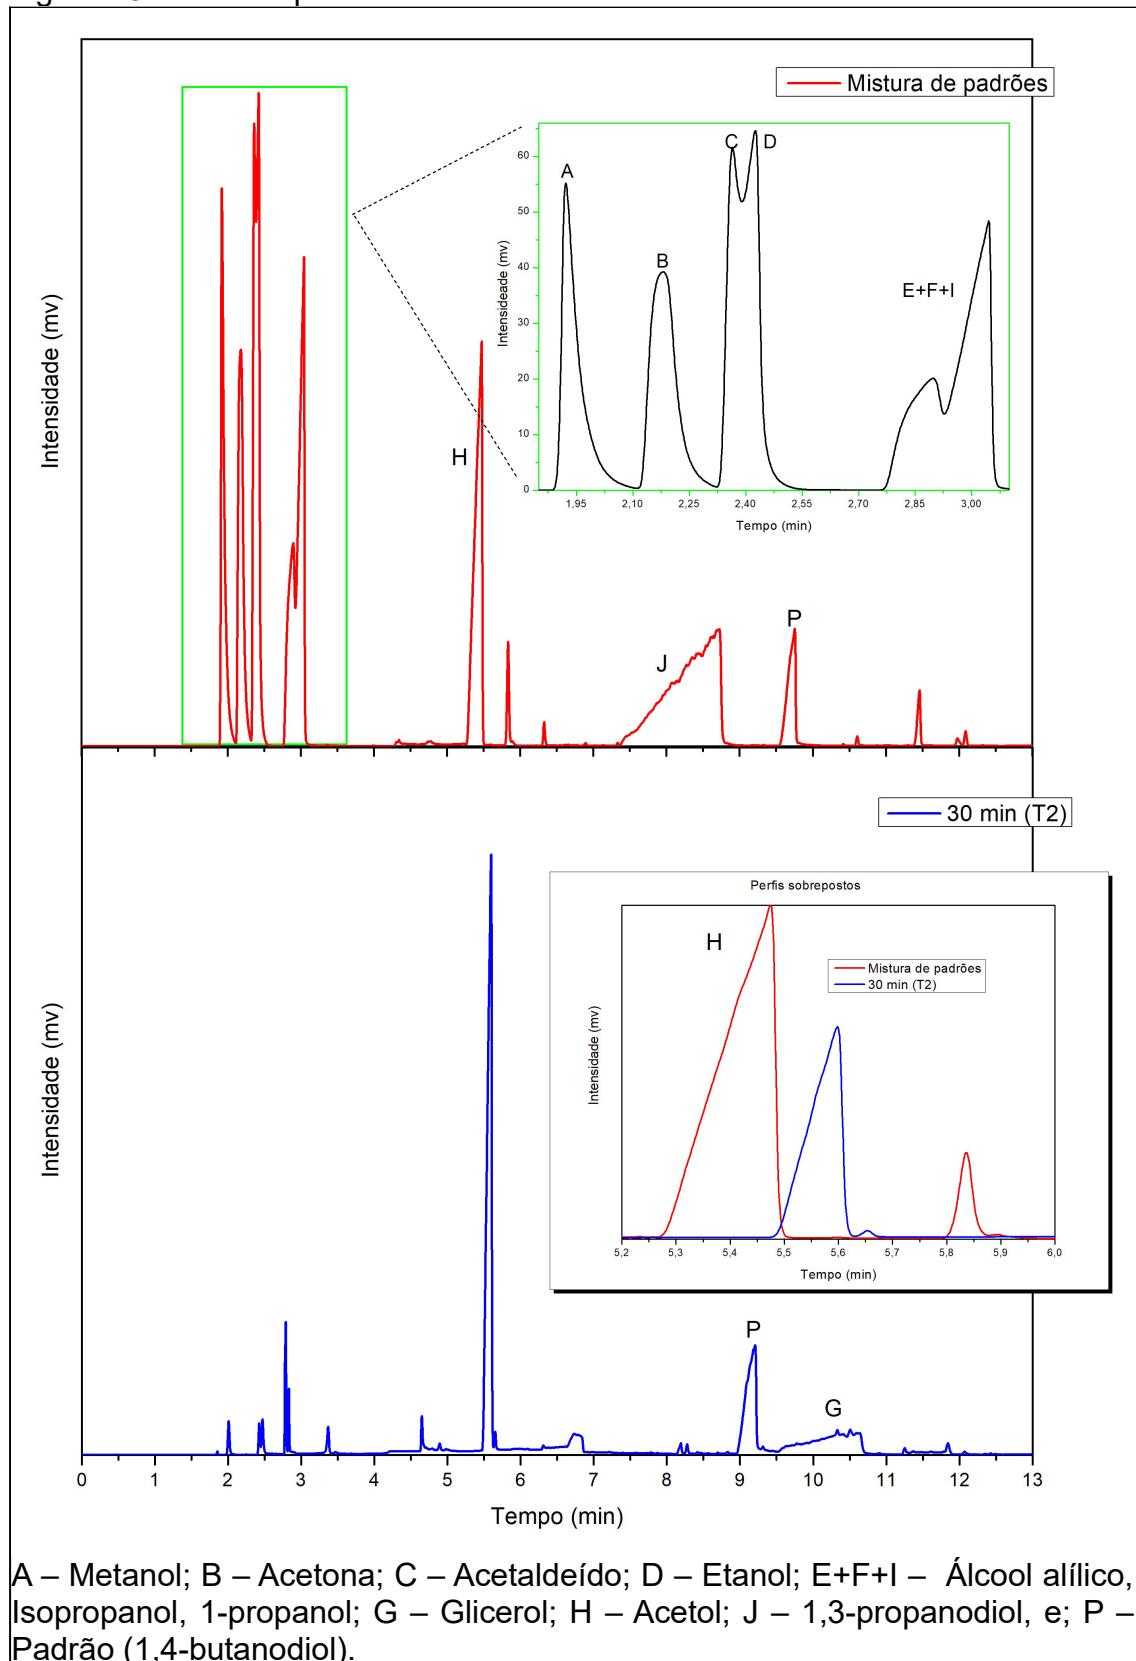 Mistura de padrões
Intensidade (mv)
Intensideade (mv)
60
50
40
30
20
10
0
A
B
C
D
E+F+I
1,95
2,10
2,25
2,40
2,55
2,70
2,85
3,00
Tempo (min)
H
J
P
30 min (T2)
Intensidade (mv)
Perfis sobrepostos
H
Mistura de padrões
30 min (T2)
Intensidade (mv)
5,2
5,3
5,4
5,5
5,6
5,7
5,8
5,9
6,0
Tempo (min)
P
G
0
1
2
3
4
5
6
7
8
9
10
11
12
13
Tempo (min)
A – Metanol; B – Acetona; C – Acetaldeído; D – Etanol; E+F+I – Álcool alílico,
Isopropanol, 1-propanol; G – Glicerol; H – Acetol; J – 1,3-propanodiol, e; P –
Padrão (1,4-butanodiol).